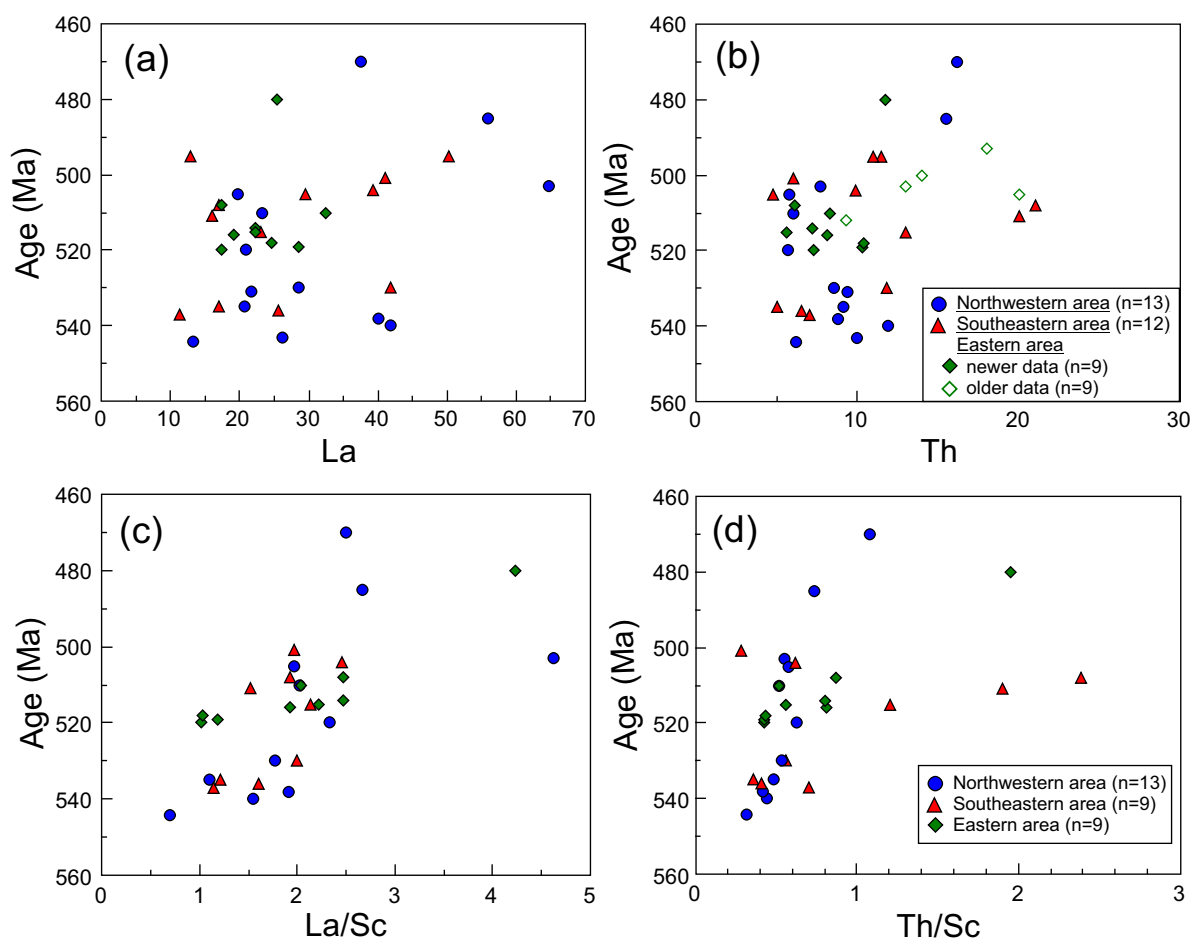 460
480
500
520
540
560
Age (Ma)
(a)
0
10
20
30
40
50
60
70
La
460
480
500
520
540
560
Age (Ma)
(b)
Northwestern area (n=13)
Southeastern area (n=12)
Eastern area
newer data (n=9)
older data (n=9)
0
10
20
30
Th
460
480
500
520
540
560
Age (Ma)
(c)
0
1
2
3
4
5
La/Sc
460
480
500
520
540
560
Age (Ma)
(d)
Northwestern area (n=13)
Southeastern area (n=9)
Eastern area (n=9)
0
1
2
3
Th/Sc